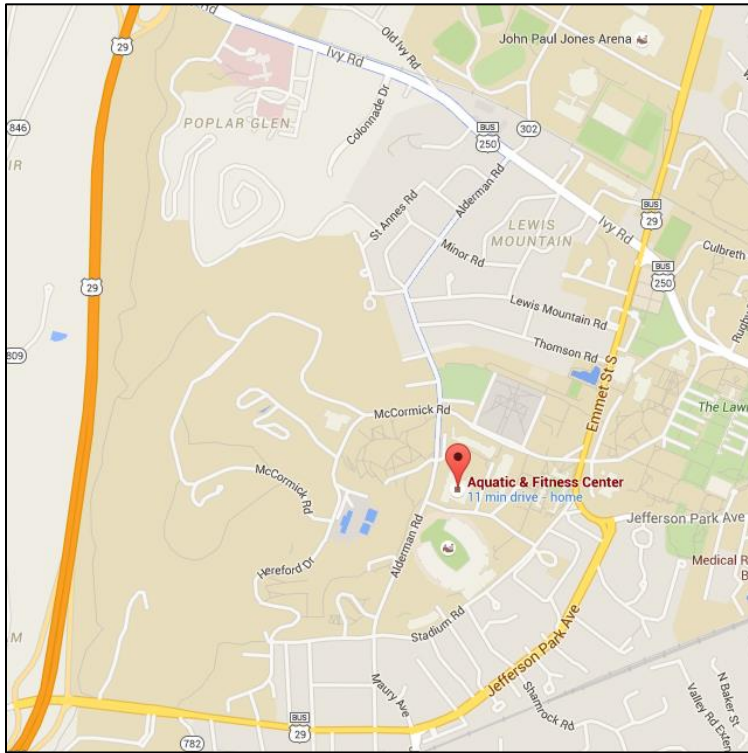 29
Ivy Rd
Old Ivy Rd
John Paul Jones Arena
846
POPLAR GLEN
Colonnade Dr
BUS
250
302
St Annes Rd
Alderman Rd
LEWIS
MOUNTAIN
Ivy Rd
BUS
29
Culbreth
Minor Rd
BUS
250
29
Lewis Mountain Rd
Rugby
809
Thomson Rd
Emmet St S
McCormick Rd
The Law
McCormick Rd
Aquatic & Fitness Center
11 min drive - home
Jefferson Park Ave
Alderman Rd
Medical R
B
Hereford Dr
Stadium Rd
Jefferson Park Ave
Maury Ave
Shamrock Rd
N Baker St
Valley Rd Exten
BUS
29
782